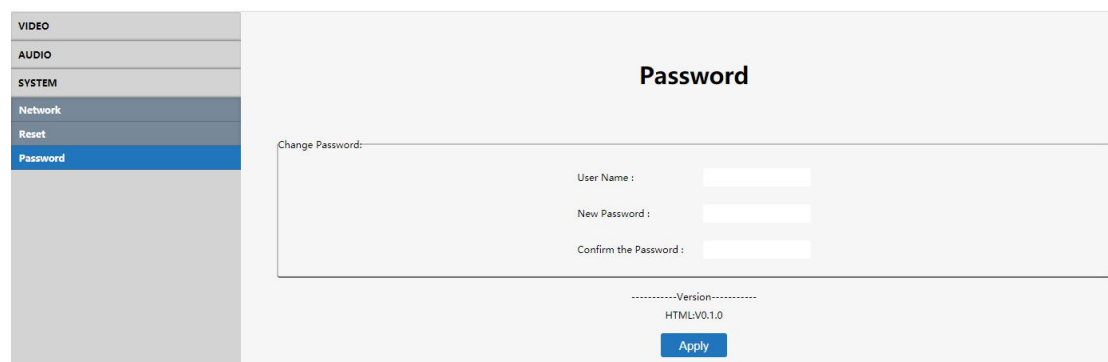 VIDEO
AUDIO
SYSTEM
Network
Reset
Password
Password
Change Password:
User Name :
New Password :
Confirm the Password :
-----------Version-----------
HTML:V0.1.0
Apply